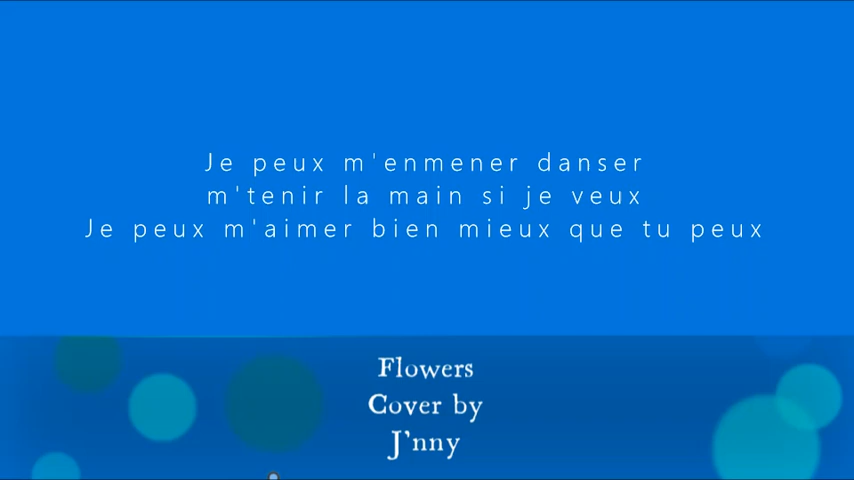 Je peux m'enmener danser
m'tenir la main si je veux
Je peux m'aimer bien mieux que tu peux
Flowers
Cover by
J'nny